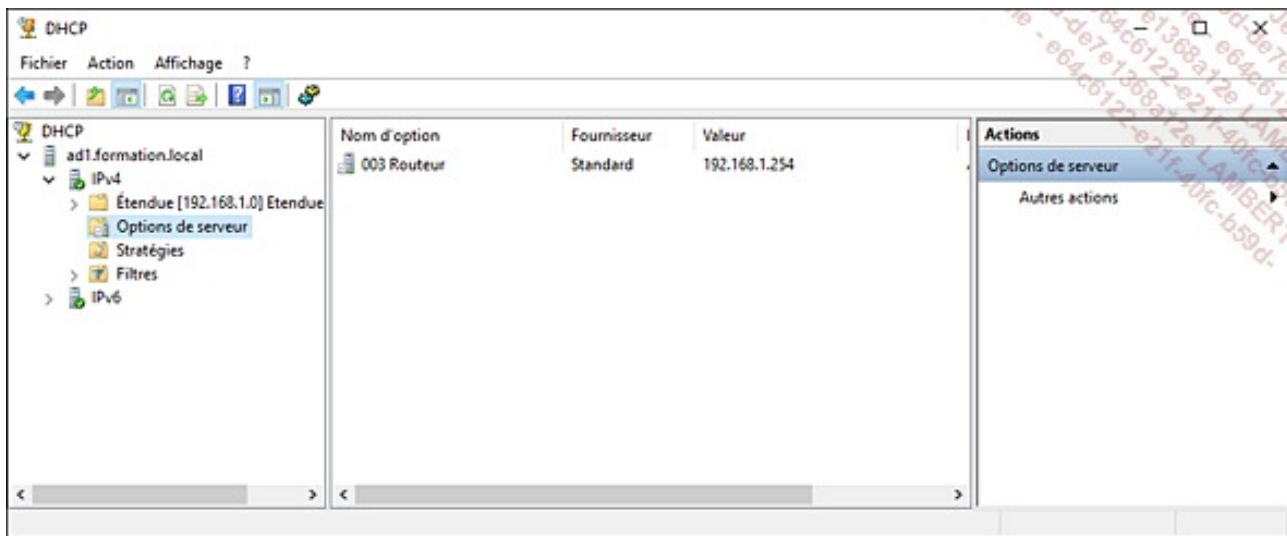 DHCP
Fichier Action Affichage ?
DHCP
ad1.formation.local
IPv4
Étendue [192.168.1.0] Etendue
Options de serveur
Stratégies
Filtres
IPv6
Nom d'option Fournisseur Valeur
003 Routeur Standard 192.168.1.254
Actions
Options de serveur
Autres actions